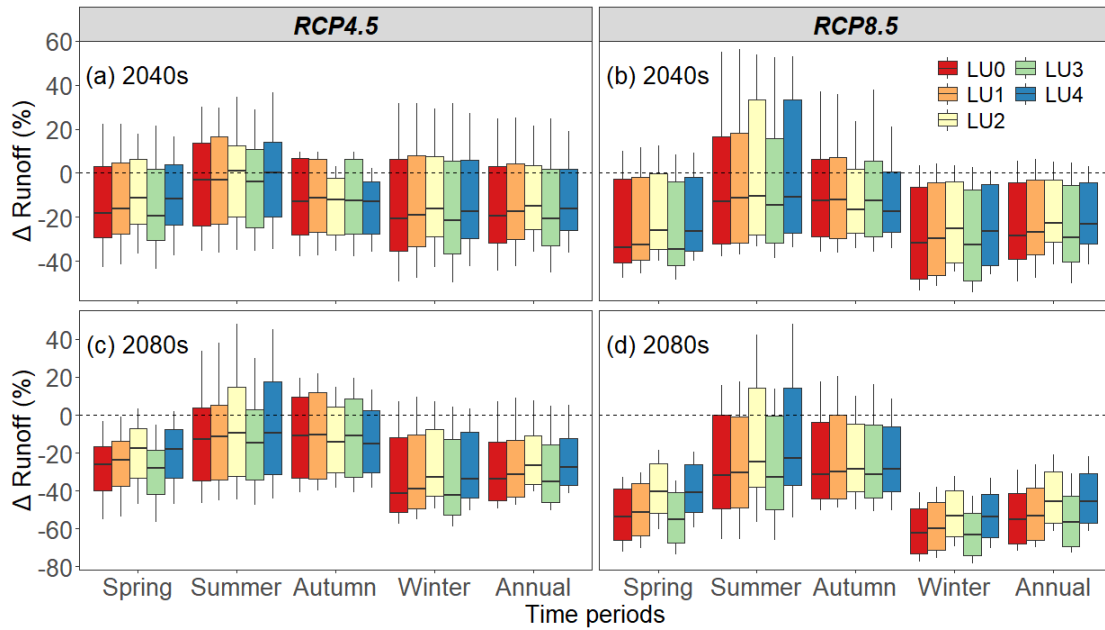 RCP4.5 RCP8.5
(a) 2040s
(b) 2040s
LU0 LU3
LU1 LU4
LU2
Δ Runoff (%)
60
40
20
0
-20
-40
(c) 2080s
(d) 2080s
Δ Runoff (%)
40
20
0
-20
-40
-60
-80
Spring Summer Autumn Winter Annual Spring Summer Autumn Winter Annual
Time periods